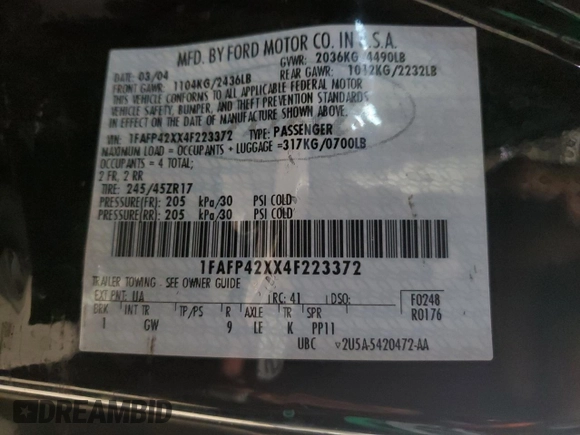 MFD. BY FORD MOTOR CO. IN U.S.A.
DATE: 03/04 GVWR: 2036KG/4490LB
FRONT GAWR: 1104KG/2436LB REAR GAWR: 1012KG/2232LB
THIS VEHICLE CONFORMS TO ALL APPLICABLE FEDERAL MOTOR
VEHICLE SAFETY, BUMPER, AND THEFT PREVENTION STANDARDS
IN EFFECT ON THE DATE OF MANUFACTURE SHOWN ABOVE.
VIN: 1FAFP42XX4F223372 TYPE: PASSENGER
MAXIMUM LOAD = OCCUPANTS + LUGGAGE =317KG/0700LB
OCCUPANTS = 4 TOTAL;
2 FR, 2 RR
TIRE: 245/45ZR17
PRESSURE(FR): 205 kPa/30 PSI COLD
PRESSURE(RR): 205 kPa/30 PSI COLD
1FAFP42XX4F223372
TRAILER TOWING - SEE OWNER GUIDE
EXT PNT: UA RC: 41 DSO: F0248
BRK INT TR TP/PS R AXLE TR SPR R0176
1 GW 9 LE K PP11
UBC ▽2U5A-5420472-AA
DREAMBID